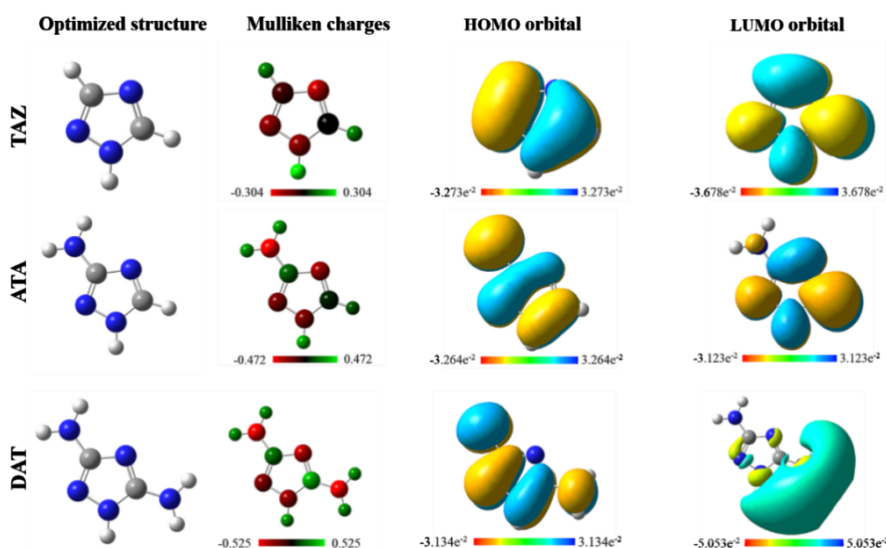 Optimized structure Mulliken charges HOMO orbital LUMO orbital
TAZ
-0.304 0.304 -3.273e⁻² 3.273e⁻² -3.678e⁻² 3.678e⁻²
ATA
-0.472 0.472 -3.264e⁻² 3.264e⁻² -3.123e⁻² 3.123e⁻²
DAT
-0.525 0.525 -3.134e⁻² 3.134e⁻² -5.053e⁻² 5.053e⁻²